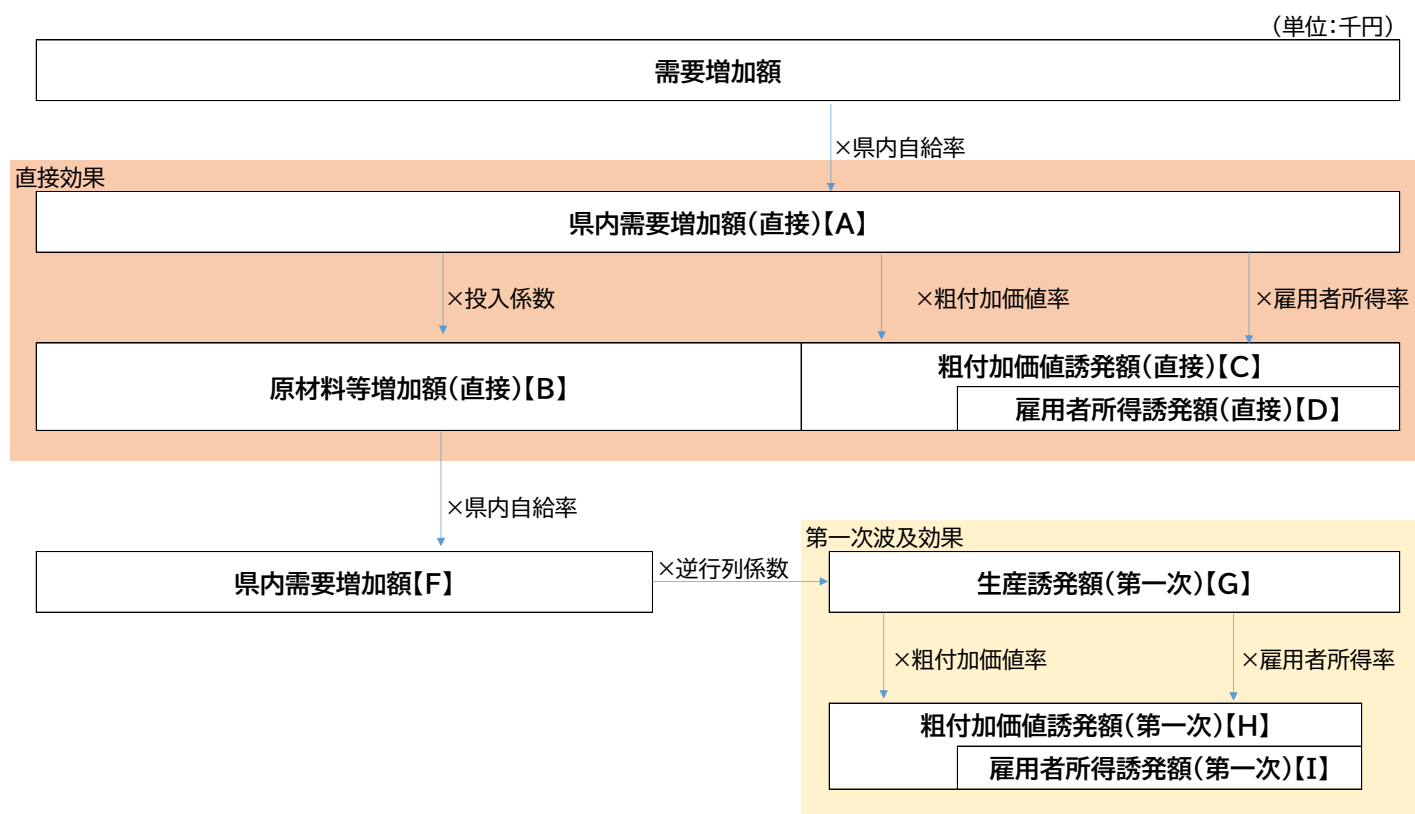 （単位：千円）
需要増加額
×県内自給率
直接効果
県内需要増加額（直接）【A】
×投入係数
×粗付加価値率
×雇用者所得率
原材料等増加額（直接）【B】
粗付加価値誘発額（直接）【C】
雇用者所得誘発額（直接）【D】
×県内自給率
第一次波及効果
県内需要増加額【F】
×逆行列係数
生産誘発額（第一次）【G】
×粗付加価値率
×雇用者所得率
粗付加価値誘発額（第一次）【H】
雇用者所得誘発額（第一次）【I】